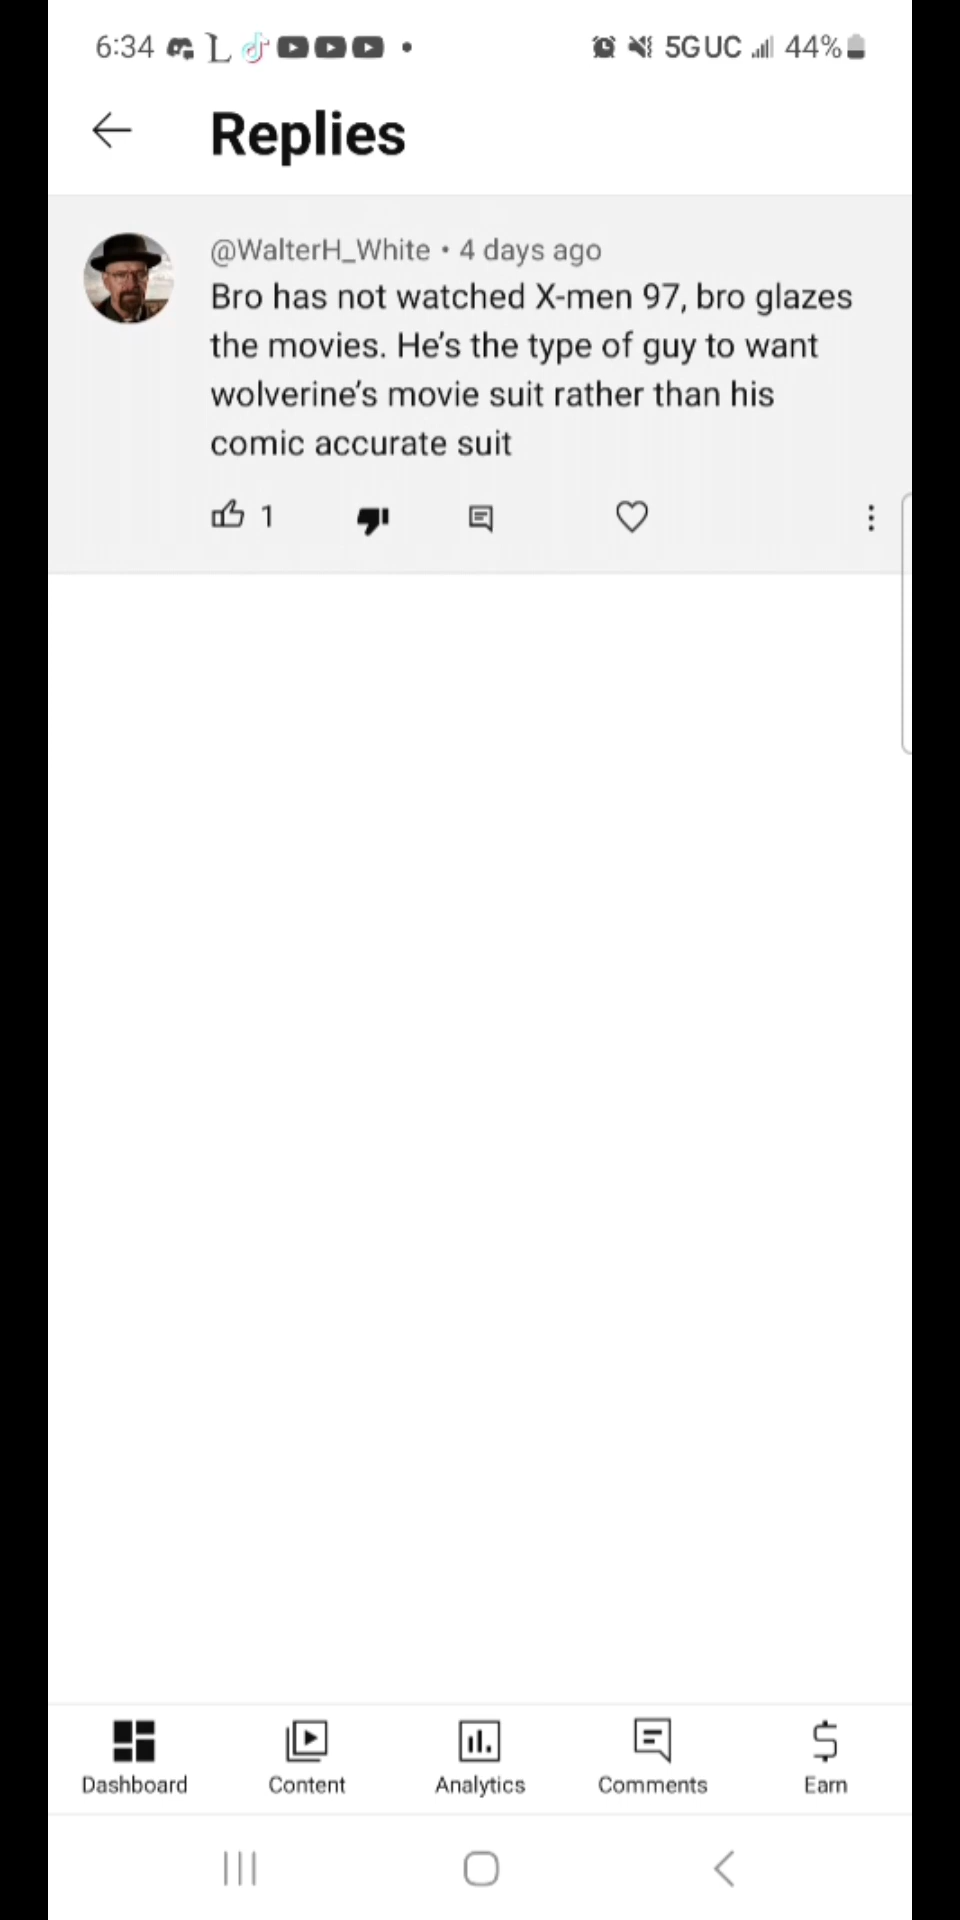 6:34 5G UC 44%
Replies
@WalterH_White • 4 days ago
Bro has not watched X-men 97, bro glazes
the movies. He's the type of guy to want
wolverine's movie suit rather than his
comic accurate suit
1
Dashboard Content Analytics Comments Earn